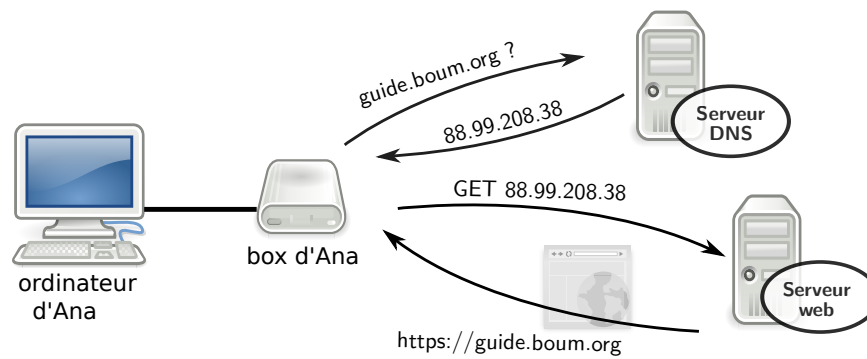 guide.boum.org ?
88.99.208.38
Serveur
DNS
GET 88.99.208.38
box d'Ana
ordinateur
d'Ana
Serveur
web
https://guide.boum.org